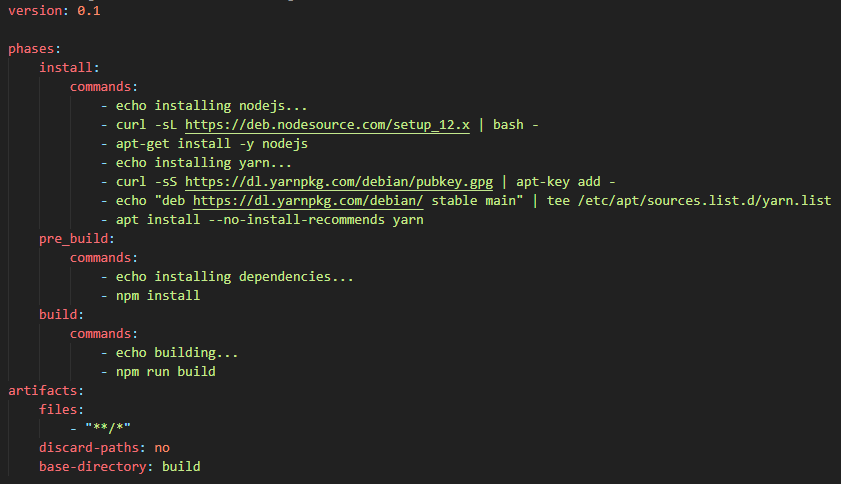 version: 0.1
phases:
install:
commands:
- echo installing nodejs...
- curl -sL https://deb.nodesource.com/setup_12.x | bash -
- apt-get install -y nodejs
- echo installing yarn...
- curl -sS https://dl.yarnpkg.com/debian/pubkey.gpg | apt-key add -
- echo "deb https://dl.yarnpkg.com/debian/ stable main" | tee /etc/apt/sources.list.d/yarn.list
- apt install --no-install-recommends yarn
pre_build:
commands:
- echo installing dependencies...
- npm install
build:
commands:
- echo building...
- npm run build
artifacts:
files:
- "**/*"
discard-paths: no
base-directory: build